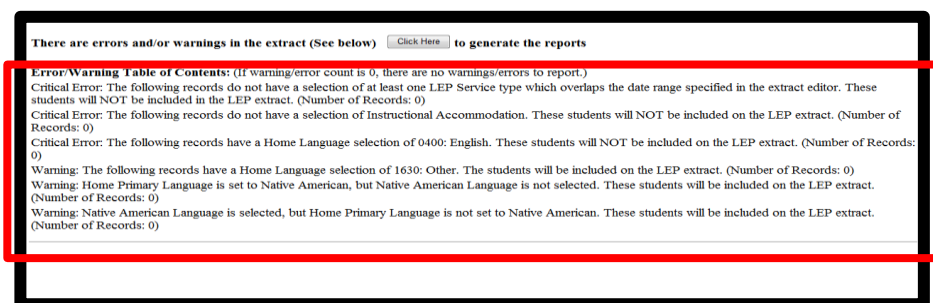 There are errors and/or warnings in the extract (See below) Click Here to generate the reports
Error/Warning Table of Contents: (If warning/error count is 0, there are no warnings/errors to report.)
Critical Error: The following records do not have a selection of at least one LEP Service type which overlaps the date range specified in the extract editor. These
students will NOT be included in the LEP extract. (Number of Records: 0)
Critical Error: The following records do not have a selection of Instructional Accommodation. These students will NOT be included on the LEP extract. (Number of
Records: 0)
Critical Error: The following records have a Home Language selection of 0400: English. These students will NOT be included on the LEP extract. (Number of Records:
0)
Warning: The following records have a Home Language selection of 1630: Other. The students will be included on the LEP extract. (Number of Records: 0)
Warning: Home Primary Language is set to Native American, but Native American Language is not selected. These students will be included on the LEP extract.
(Number of Records: 0)
Warning: Native American Language is selected, but Home Primary Language is not set to Native American. These students will be included on the LEP extract.
(Number of Records: 0)